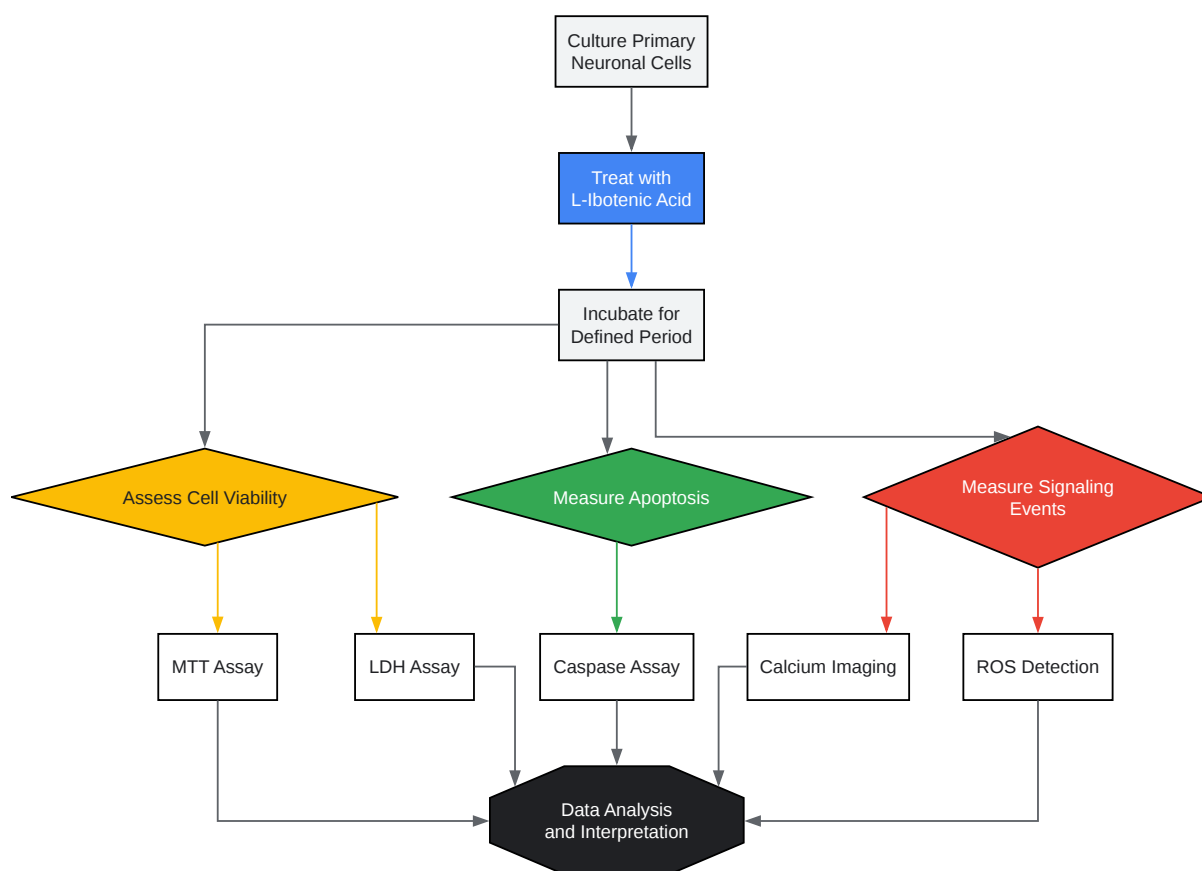 Culture Primary
Neuronal Cells
Treat with
L-Ibotenic Acid
Incubate for
Defined Period
Assess Cell Viability
Measure Apoptosis
Measure Signaling
Events
MTT Assay
LDH Assay
Caspase Assay
Calcium Imaging
ROS Detection
Data Analysis
and Interpretation